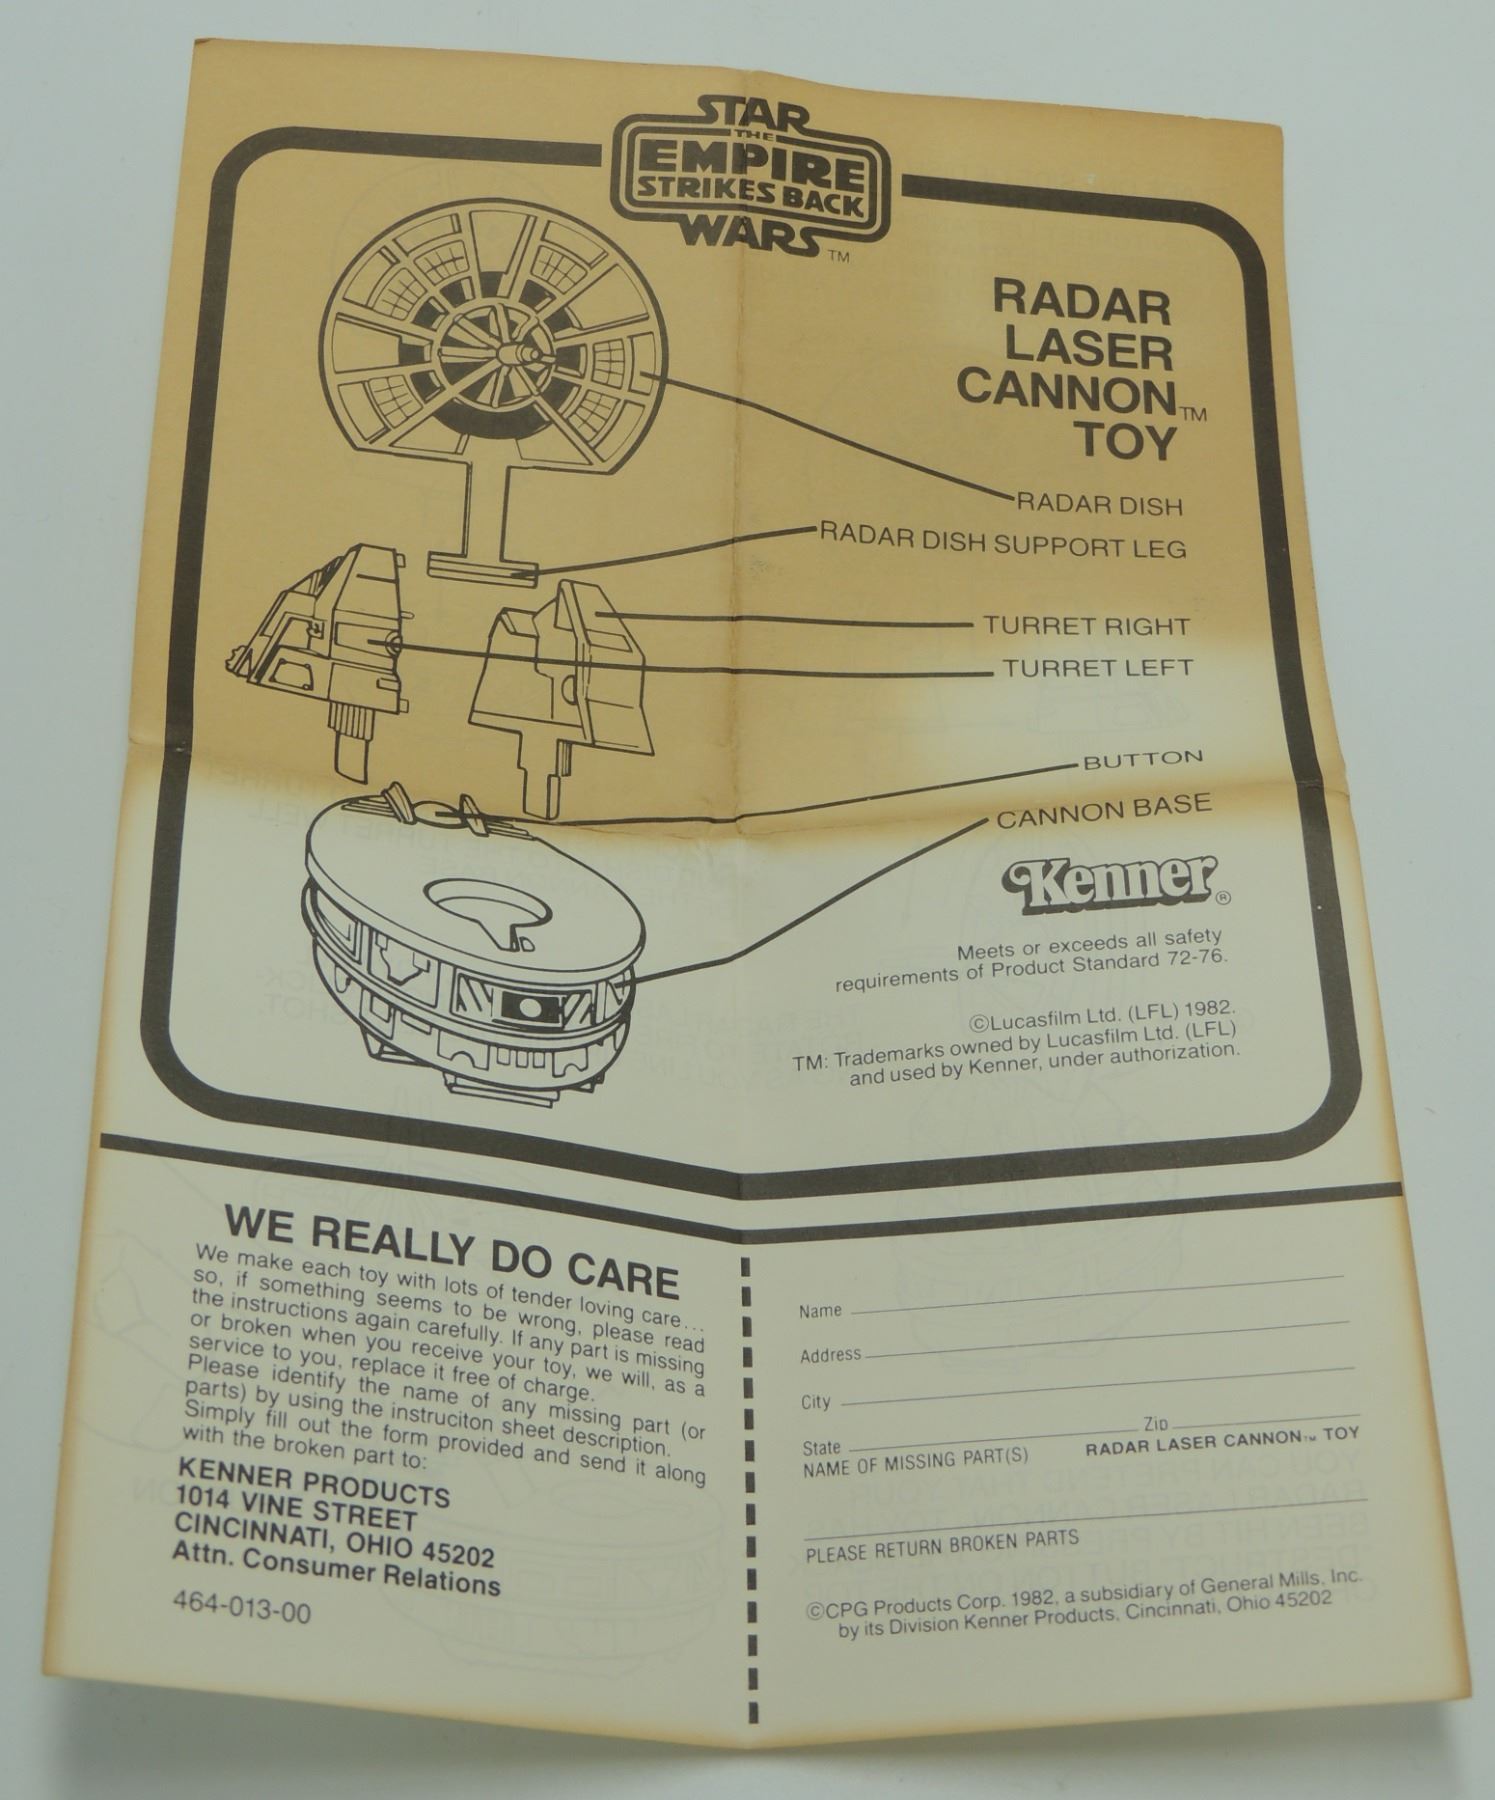 STAR
THE
EMPIRE
STRIKES BACK
WARS TM
RADAR
LASER
CANNON TM
TOY
RADAR DISH
RADAR DISH SUPPORT LEG
TURRET RIGHT
TURRET LEFT
BUTTON
CANNON BASE
Kenner ®
Meets or exceeds all safety
requirements of Product Standard 72-76.
©Lucasfilm Ltd. (LFL) 1982.
TM: Trademarks owned by Lucasfilm Ltd. (LFL)
and used by Kenner, under authorization.
WE REALLY DO CARE
We make each toy with lots of tender loving care...
so, if something seems to be wrong, please read
the instructions again carefully. If any part is missing
or broken when you receive your toy, we will, as a
service to you, replace it free of charge.
Please identify the name of any missing part (or
parts) by using the instruciton sheet description.
Simply fill out the form provided and send it along
with the broken part to:
KENNER PRODUCTS
1014 VINE STREET
CINCINNATI, OHIO 45202
Attn. Consumer Relations
464-013-00
Name
Address
City
State Zip
NAME OF MISSING PART(S) RADAR LASER CANNON TM TOY
PLEASE RETURN BROKEN PARTS
©CPG Products Corp. 1982, a subsidiary of General Mills, Inc.
by its Division Kenner Products, Cincinnati, Ohio 45202